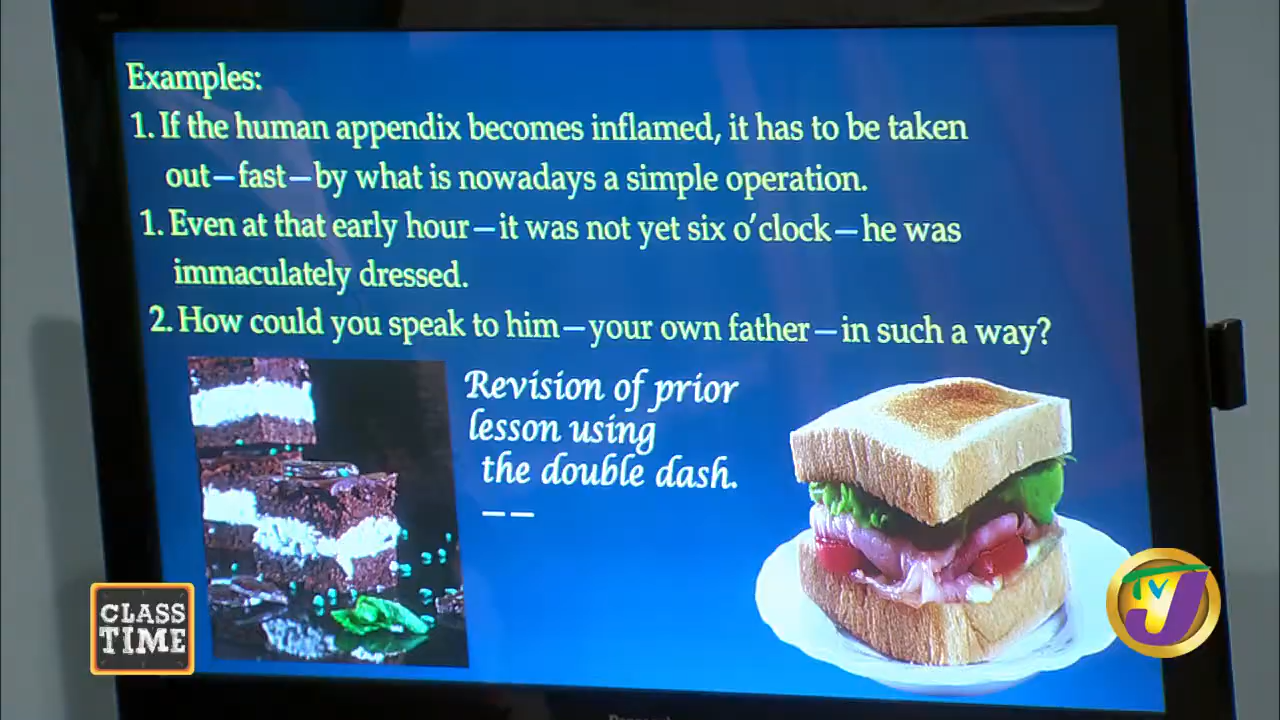 Examples:
1. If the human appendix becomes inflamed, it has to be taken
out—fast—by what is nowadays a simple operation.
1. Even at that early hour—it was not yet six o’clock—he was
immaculately dressed.
2. How could you speak to him—your own father—in such a way?
Revision of prior
lesson using
the double dash.
— —
CLASS
TIME
TVJ